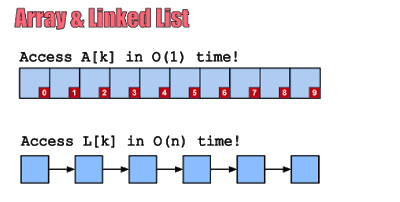 Array & Linked List
Access A[k] in O(1) time!
0 1 2 3 4 5 6 7 8 9
Access L[k] in O(n) time!